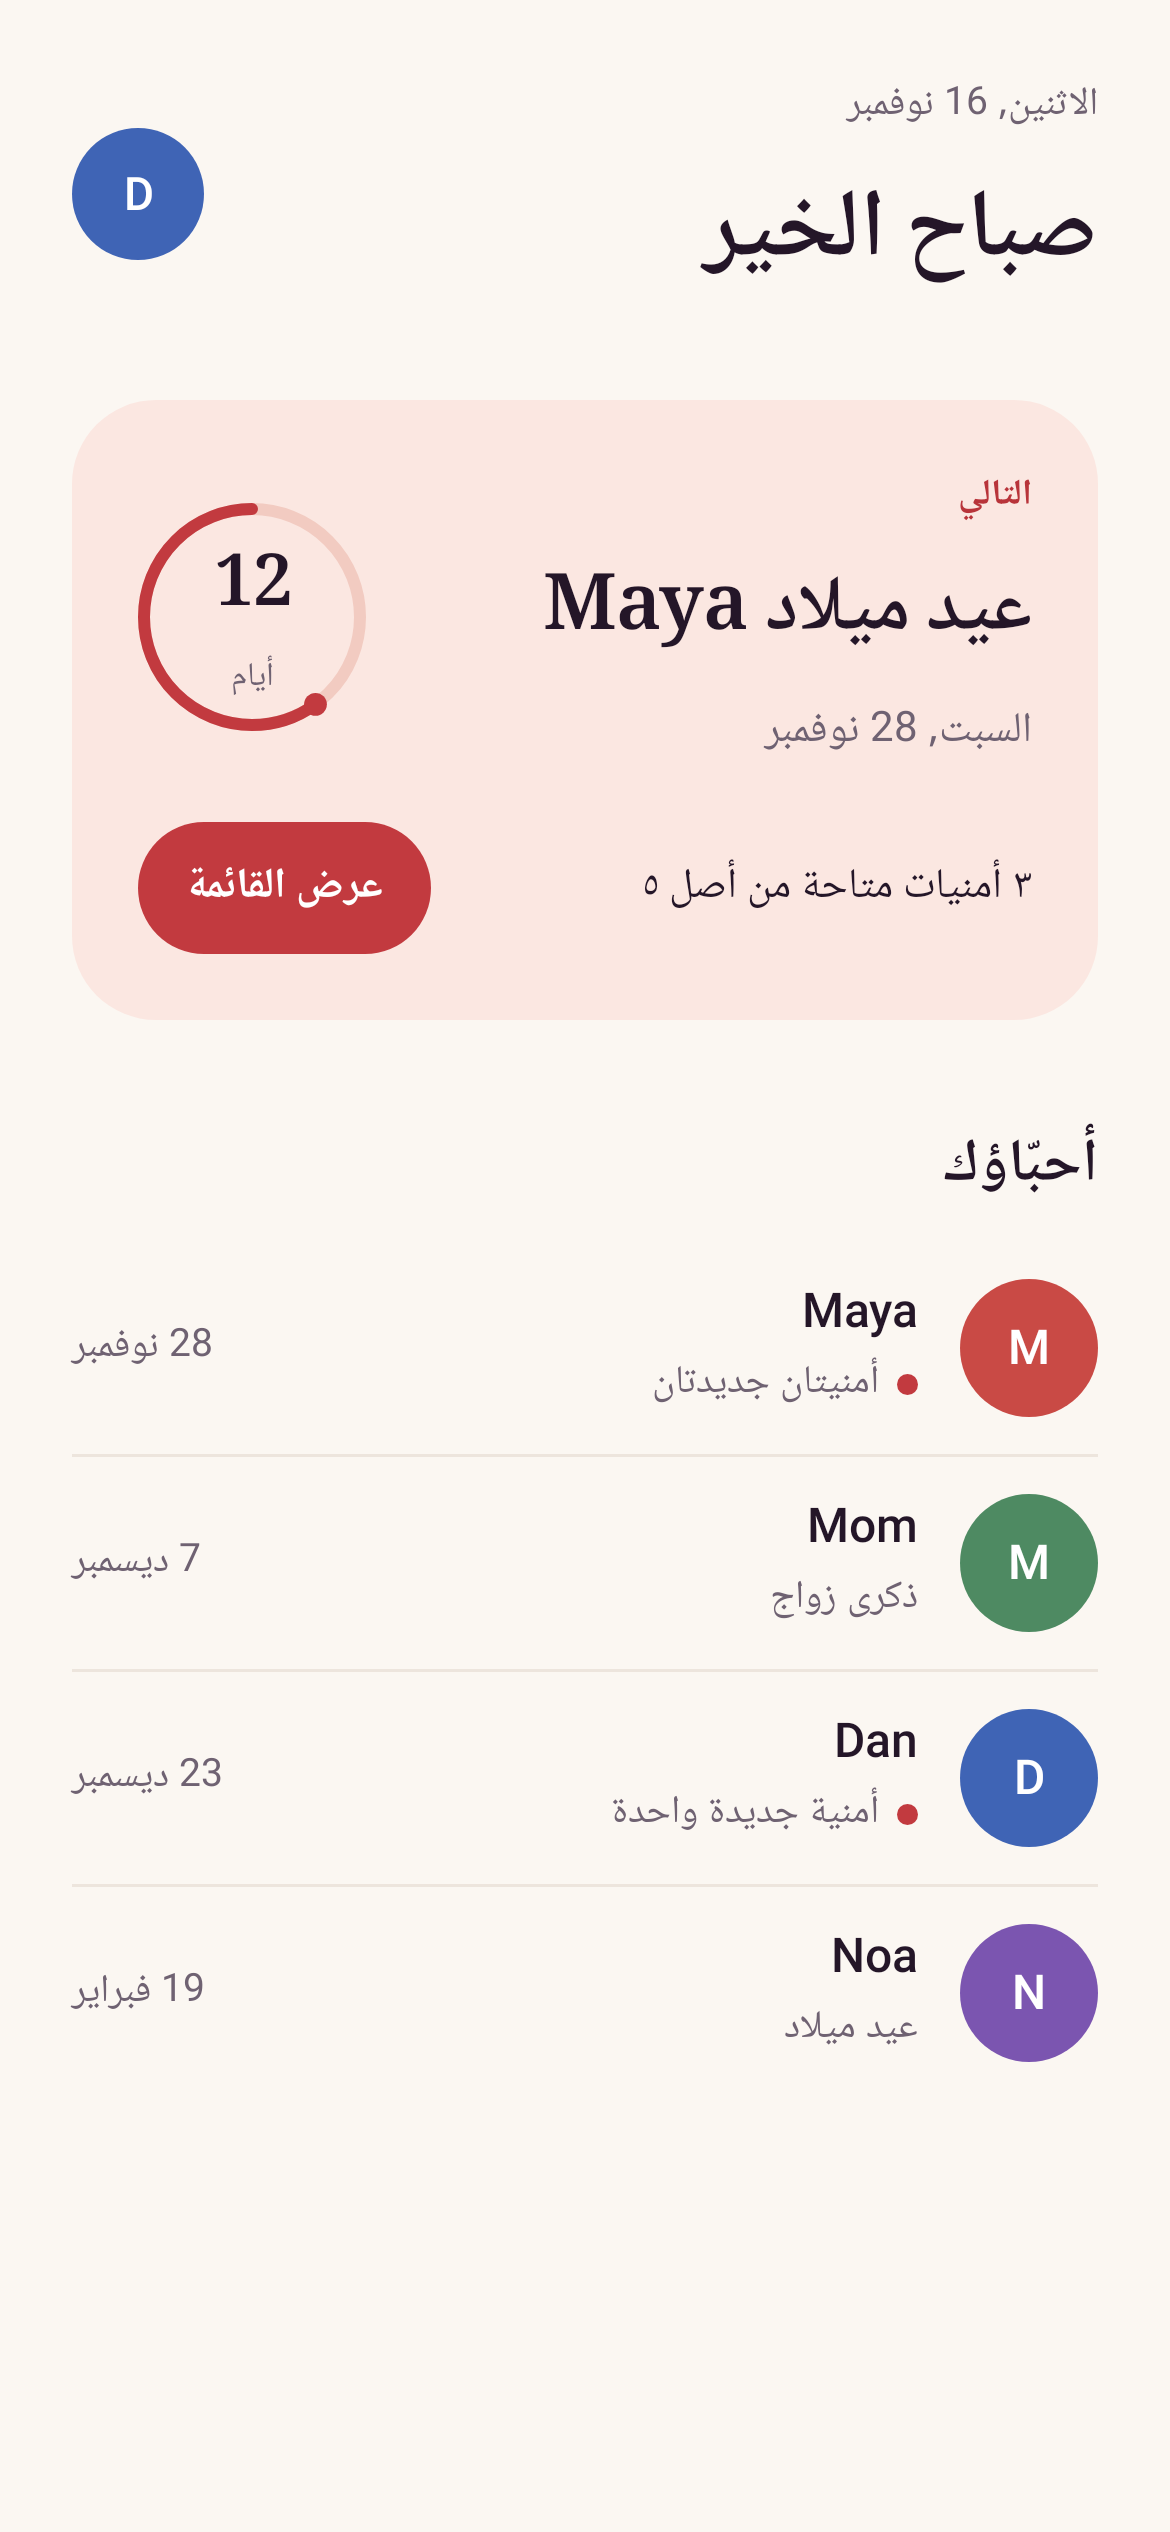 الاثنين, 16 نوفمبر
صباح الخير
D
التالي
عيد ميلاد Maya
السبت, 28 نوفمبر
12
أيام
٣ أمنيات متاحة من أصل ٥
عرض القائمة
أحبّاؤك
M
Maya
أمنيتان جديدتان
28 نوفمبر
M
Mom
ذكرى زواج
7 ديسمبر
D
Dan
أمنية جديدة واحدة
23 ديسمبر
N
Noa
عيد ميلاد
19 فبراير